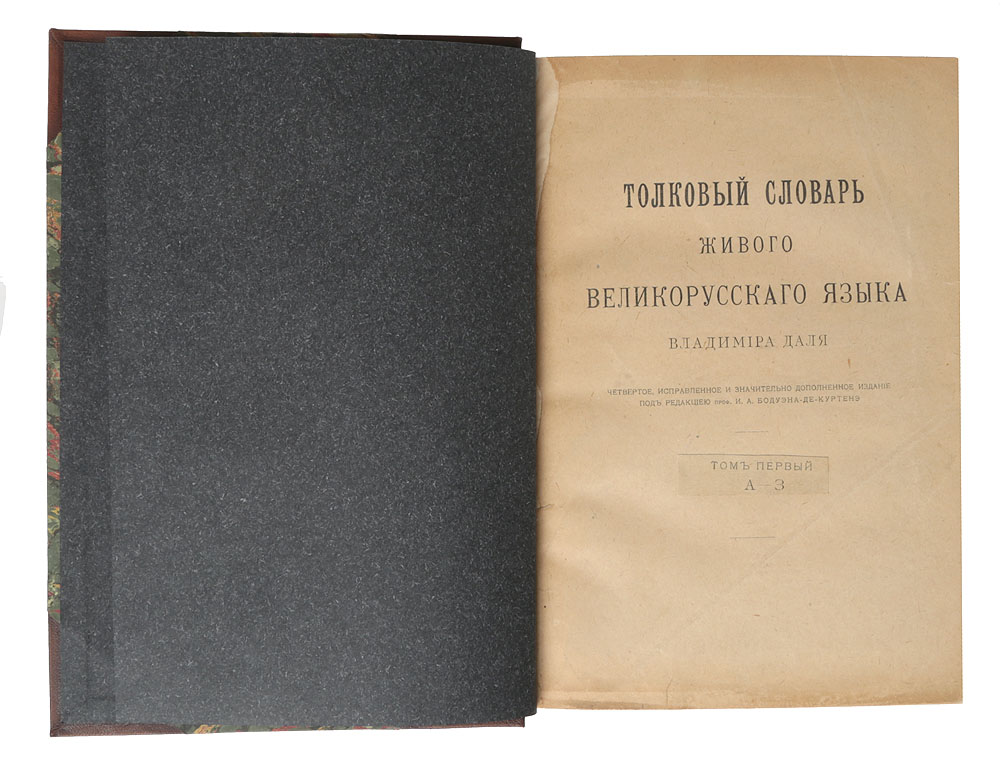 ТОЛКОВЫЙ СЛОВАРЬ
ЖИВОГО
ВЕЛИКОРУССКАГО ЯЗЫКА
ВЛАДИМІРА ДАЛЯ
ЧЕТВЕРТОЕ, ИСПРАВЛЕННОЕ И ЗНАЧИТЕЛЬНО ДОПОЛНЕННОЕ ИЗДАНІЕ
ПОДЪ РЕДАКЦІЕЮ ПРОФ. И. А. БОДУЭНА-ДЕ-КУРТЕНЭ
ТОМЪ ПЕРВЫЙ
А—З